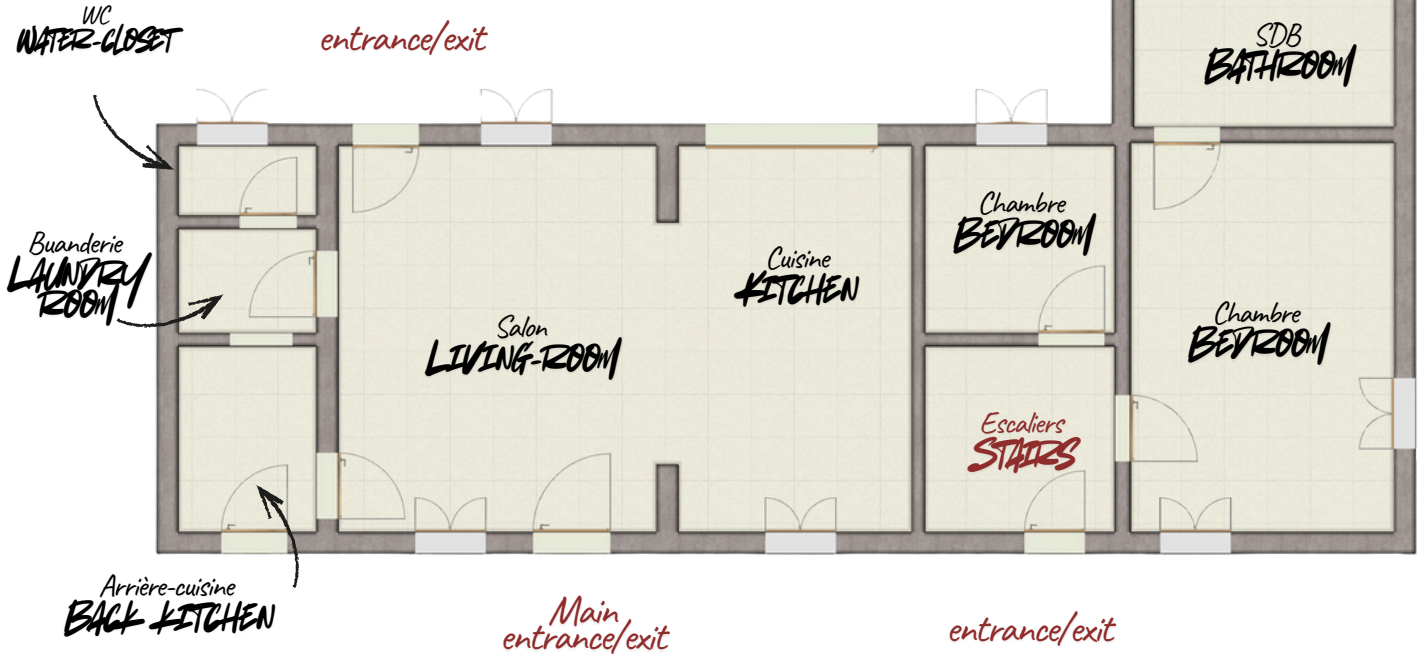 WC
WATER-CLOSET
entrance/exit
SDB
BATHROOM
Chambre
BEDROOM
Buanderie
LAUNDRY
ROOM
Cuisine
KITCHEN
Salon
LIVING-ROOM
Chambre
BEDROOM
Escaliers
STAIRS
Arrière-cuisine
BACK KITCHEN
Main
entrance/exit
entrance/exit